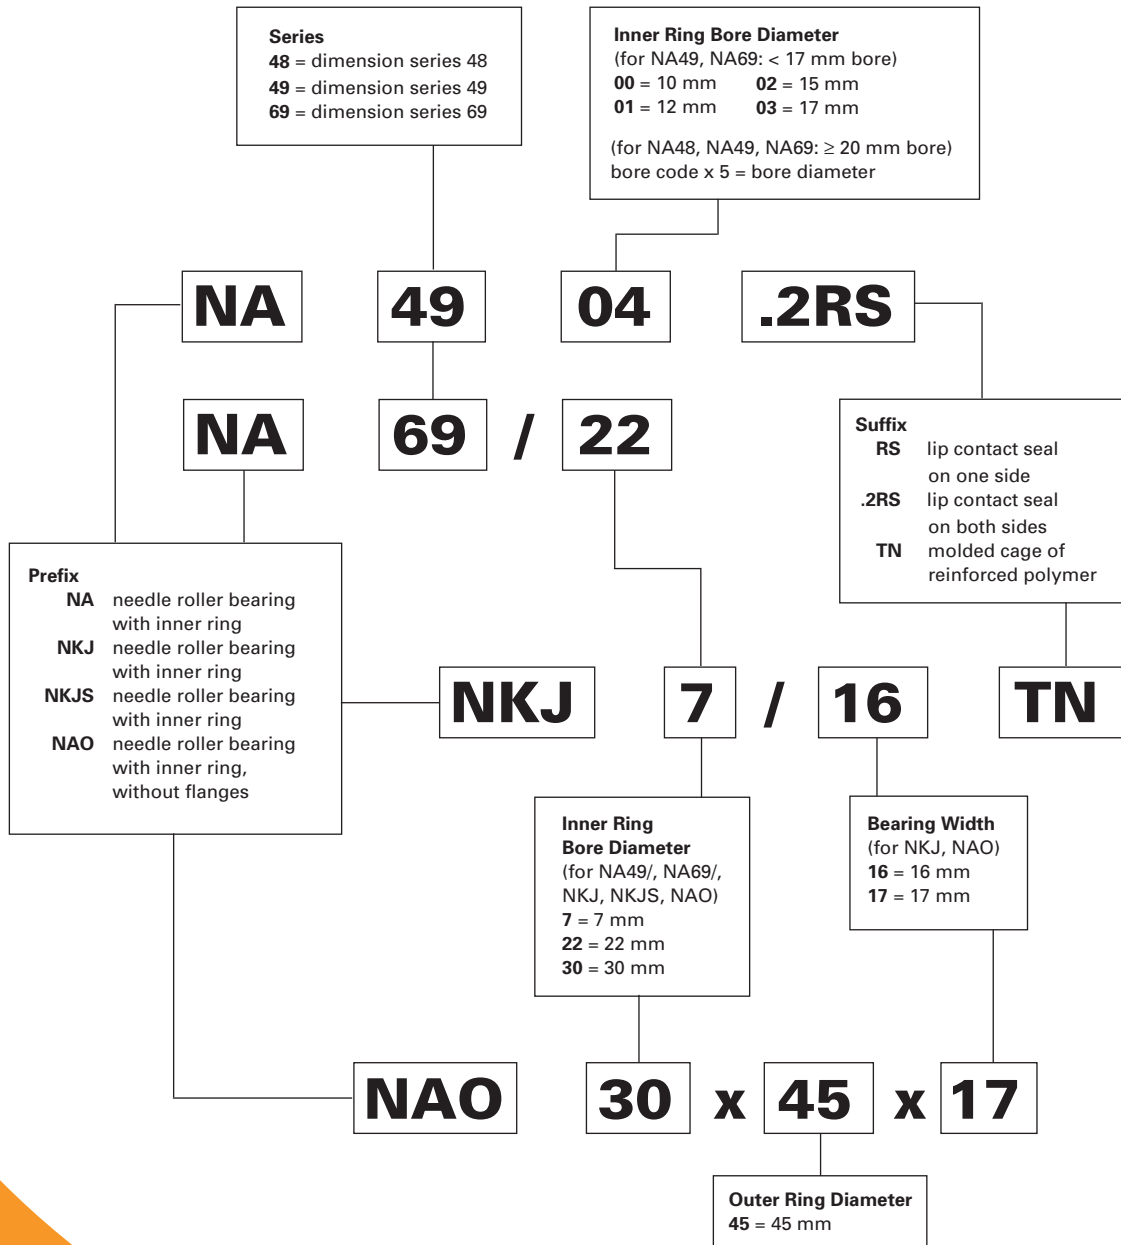 Series
48 = dimension series 48
49 = dimension series 49
69 = dimension series 69
Inner Ring Bore Diameter
(for NA49, NA69: < 17 mm bore)
00 = 10 mm 02 = 15 mm
01 = 12 mm 03 = 17 mm
(for NA48, NA49, NA69: ≥ 20 mm bore)
bore code x 5 = bore diameter
NA 49 04 .2RS
NA 69 / 22
Suffix
RS lip contact seal
on one side
.2RS lip contact seal
on both sides
TN molded cage of
reinforced polymer
Prefix
NA needle roller bearing
with inner ring
NKJ needle roller bearing
with inner ring
NKJS needle roller bearing
with inner ring
NAO needle roller bearing
with inner ring,
without flanges
NKJ 7 / 16 TN
Inner Ring
Bore Diameter
(for NA49/, NA69/,
NKJ, NKJS, NAO)
7 = 7 mm
22 = 22 mm
30 = 30 mm
Bearing Width
(for NKJ, NAO)
16 = 16 mm
17 = 17 mm
NAO 30 x 45 x 17
Outer Ring Diameter
45 = 45 mm